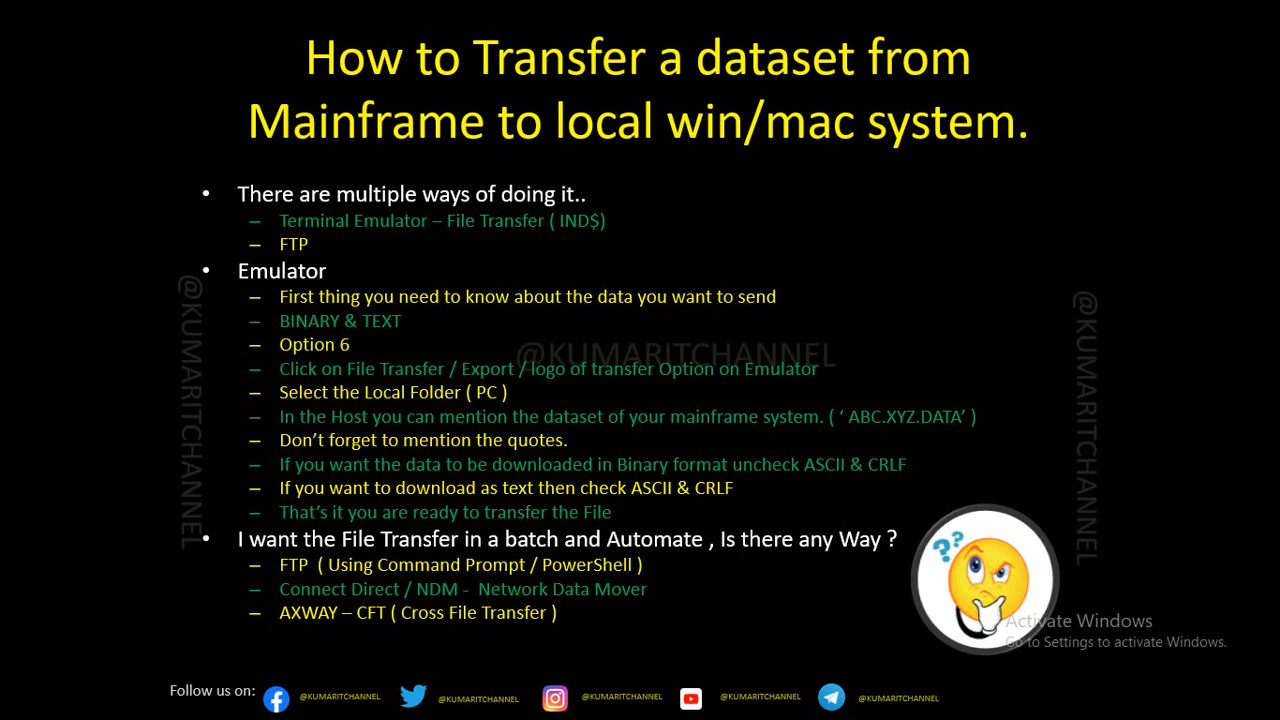 How to Transfer a dataset from
Mainframe to local win/mac system.
• There are multiple ways of doing it..
– Terminal Emulator – File Transfer ( IND$)
– FTP
• Emulator
– First thing you need to know about the data you want to send
– BINARY & TEXT
– Option 6
– Click on File Transfer / Export / logo of transfer Option on Emulator
– Select the Local Folder ( PC )
– In the Host you can mention the dataset of your mainframe system. ( ‘ ABC.XYZ.DATA’ )
– Don’t forget to mention the quotes.
– If you want the data to be downloaded in Binary format uncheck ASCII & CRLF
– If you want to download as text then check ASCII & CRLF
– That’s it you are ready to transfer the File
• I want the File Transfer in a batch and Automate , Is there any Way ?
– FTP ( Using Command Prompt / PowerShell )
– Connect Direct / NDM - Network Data Mover
– AXWAY – CFT ( Cross File Transfer )
@KUMARITCHANNEL
@KUMARITCHANNEL
@KUMARITCHANNEL
??
Activate Windows
Go to Settings to activate Windows.
Follow us on: @KUMARITCHANNEL @KUMARITCHANNEL @KUMARITCHANNEL @KUMARITCHANNEL @KUMARITCHANNEL